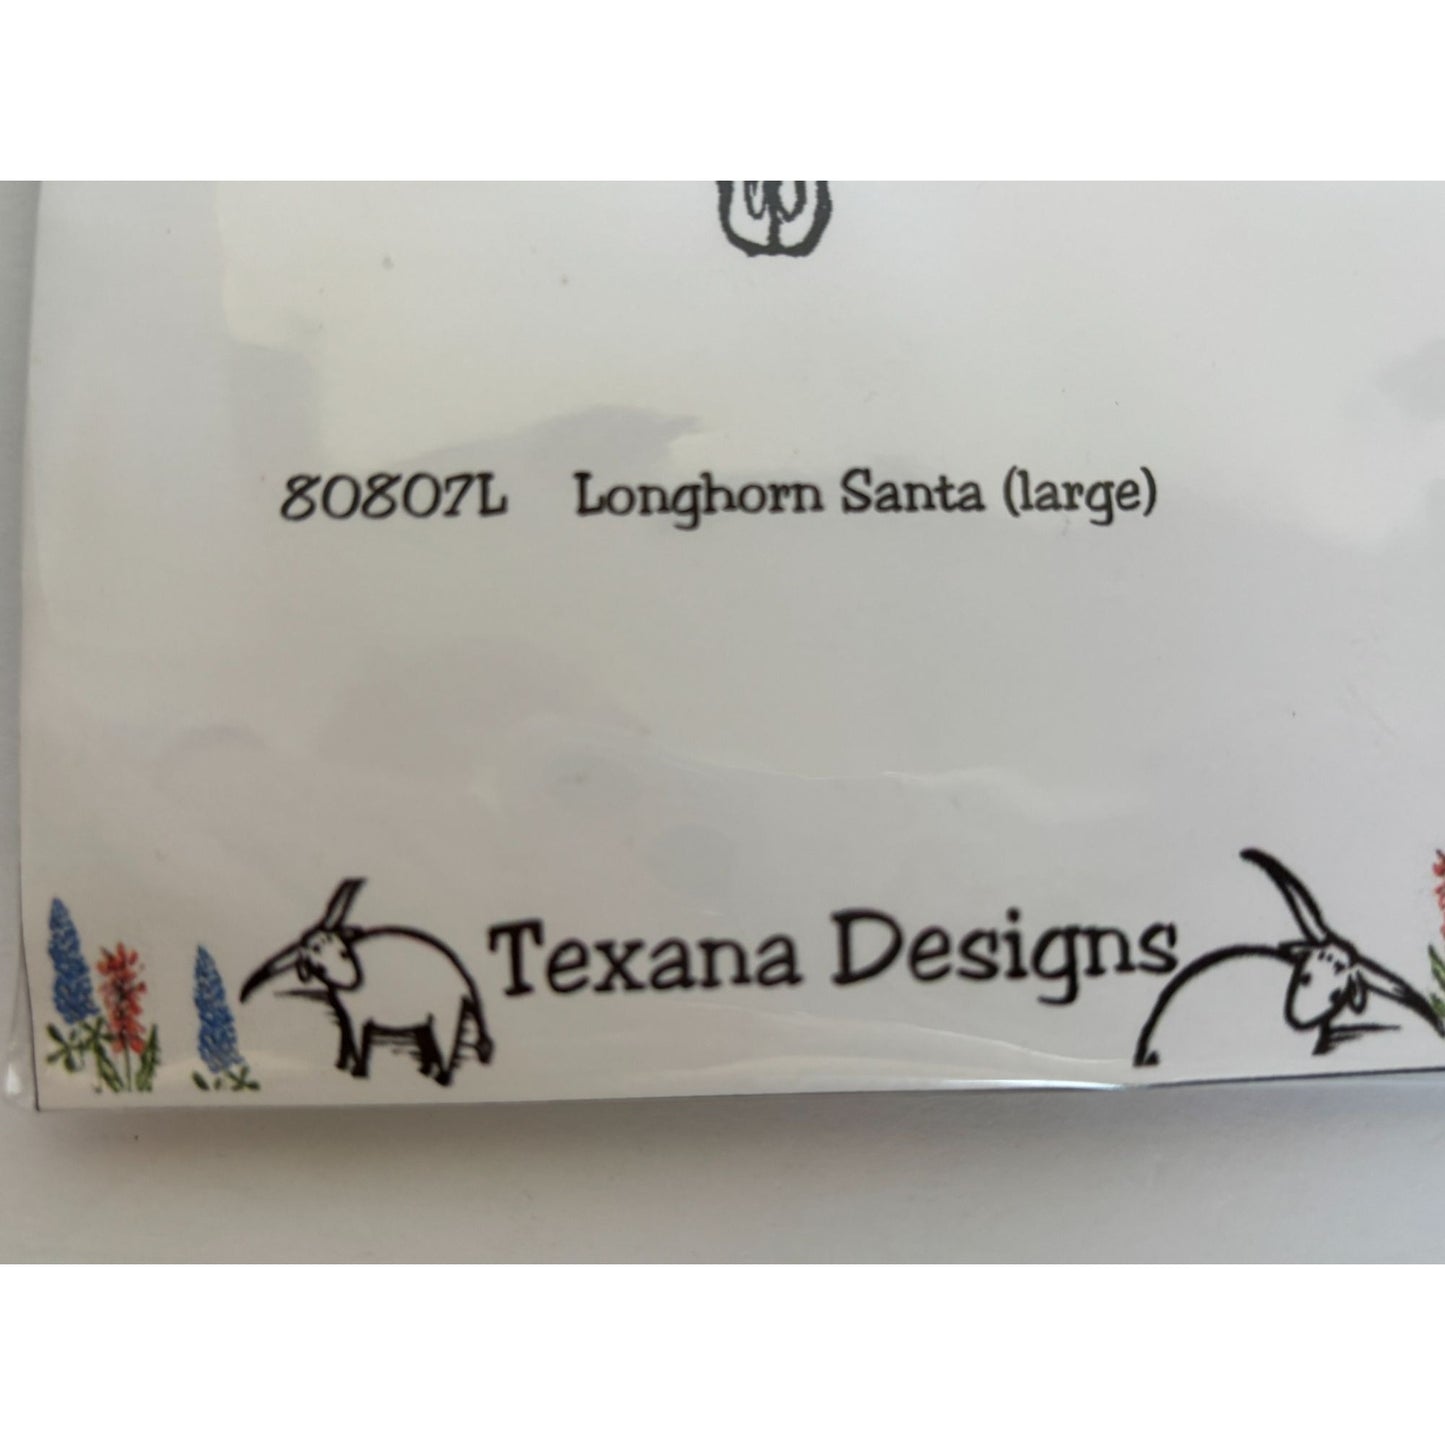 80807L Longhorn Santa (large)
Texana Designs